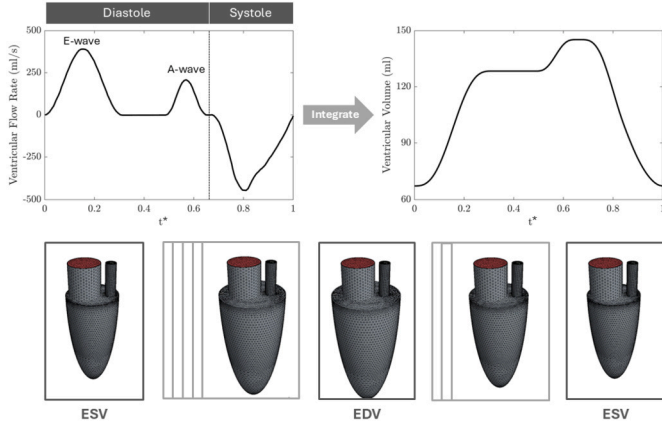 Diastole Systole
E-wave
A-wave
Ventricular Flow Rate (ml/s)
500
250
0
-250
-500
0 0.2 0.4 0.6 0.8 1
t*
Integrate
Ventricular Volume (ml)
150
120
90
60
0 0.2 0.4 0.6 0.8 1
t*
ESV EDV ESV